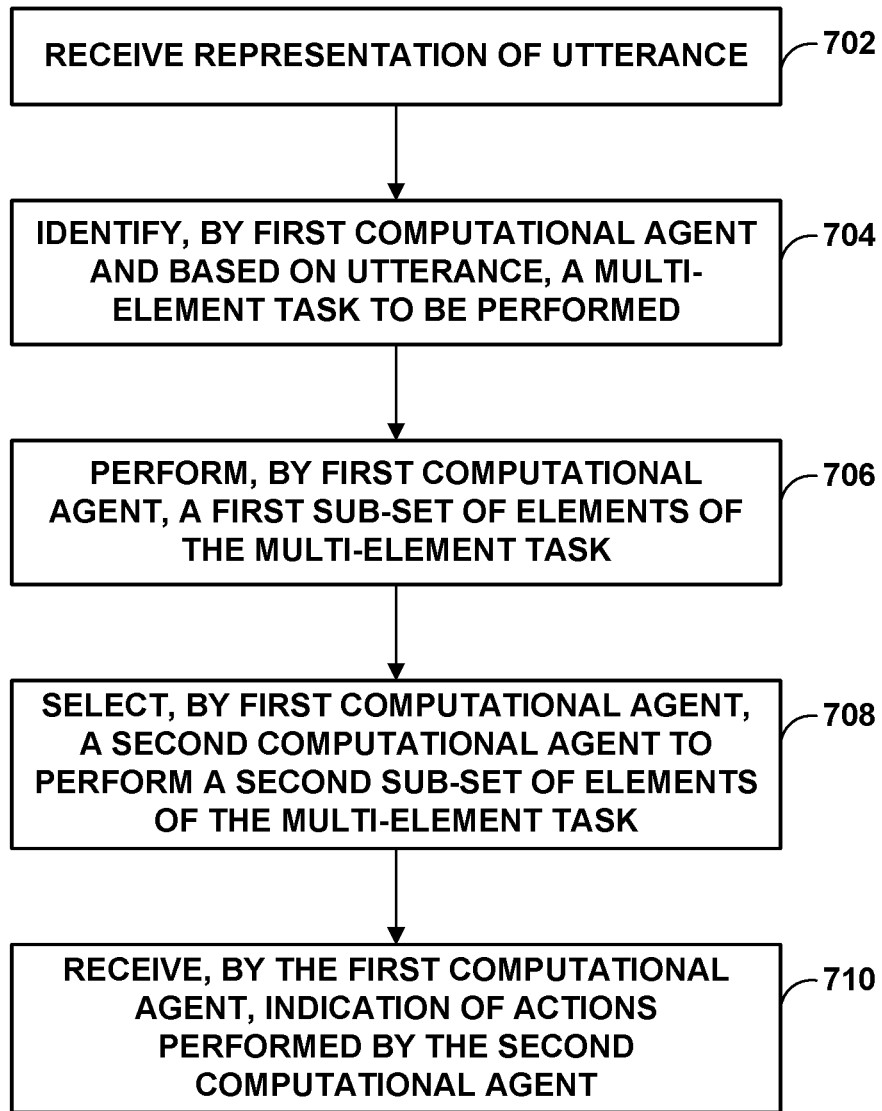 RECEIVE REPRESENTATION OF UTTERANCE
702
IDENTIFY, BY FIRST COMPUTATIONAL AGENT
AND BASED ON UTTERANCE, A MULTI-
ELEMENT TASK TO BE PERFORMED
704
PERFORM, BY FIRST COMPUTATIONAL
AGENT, A FIRST SUB-SET OF ELEMENTS OF
THE MULTI-ELEMENT TASK
706
SELECT, BY FIRST COMPUTATIONAL AGENT,
A SECOND COMPUTATIONAL AGENT TO
PERFORM A SECOND SUB-SET OF ELEMENTS
OF THE MULTI-ELEMENT TASK
708
RECEIVE, BY THE FIRST COMPUTATIONAL
AGENT, INDICATION OF ACTIONS
PERFORMED BY THE SECOND
COMPUTATIONAL AGENT
710